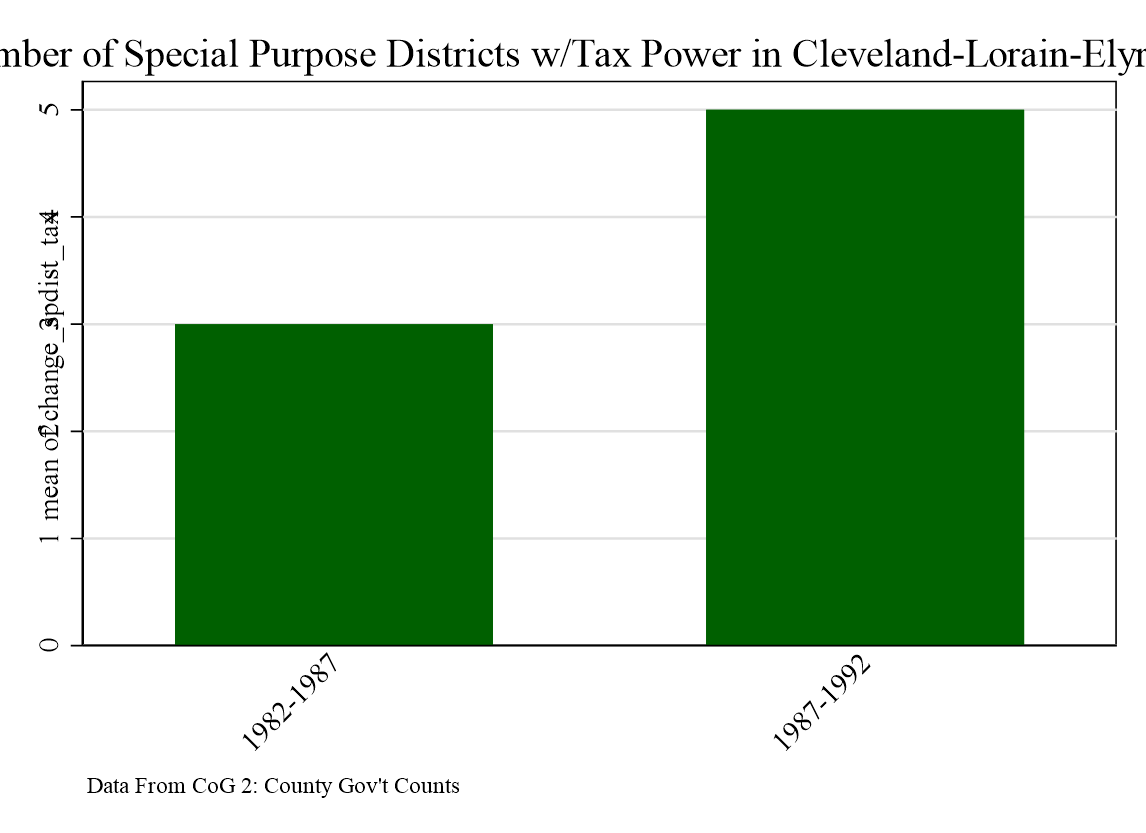 mber of Special Purpose Districts w/Tax Power in Cleveland-Lorain-Elyr
mean of change_spdist_tax
5
4
3
2
1
0
1982-1987
1987-1992
Data From CoG 2: County Gov't Counts